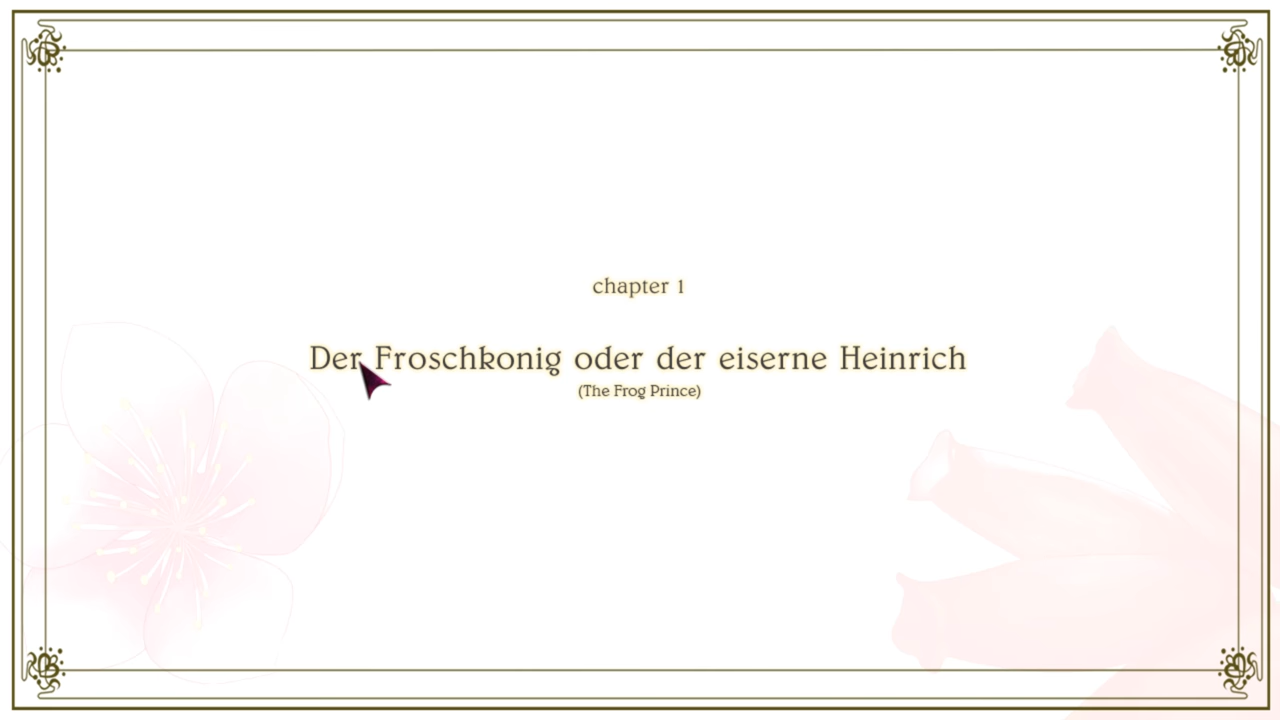 chapter 1
Der Froschkonig oder der eiserne Heinrich
(The Frog Prince)